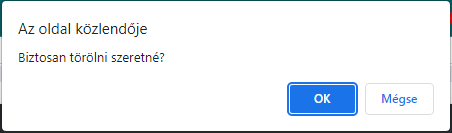 Az oldal közlendője
Biztosan törölni szeretné?
OK
Mégse